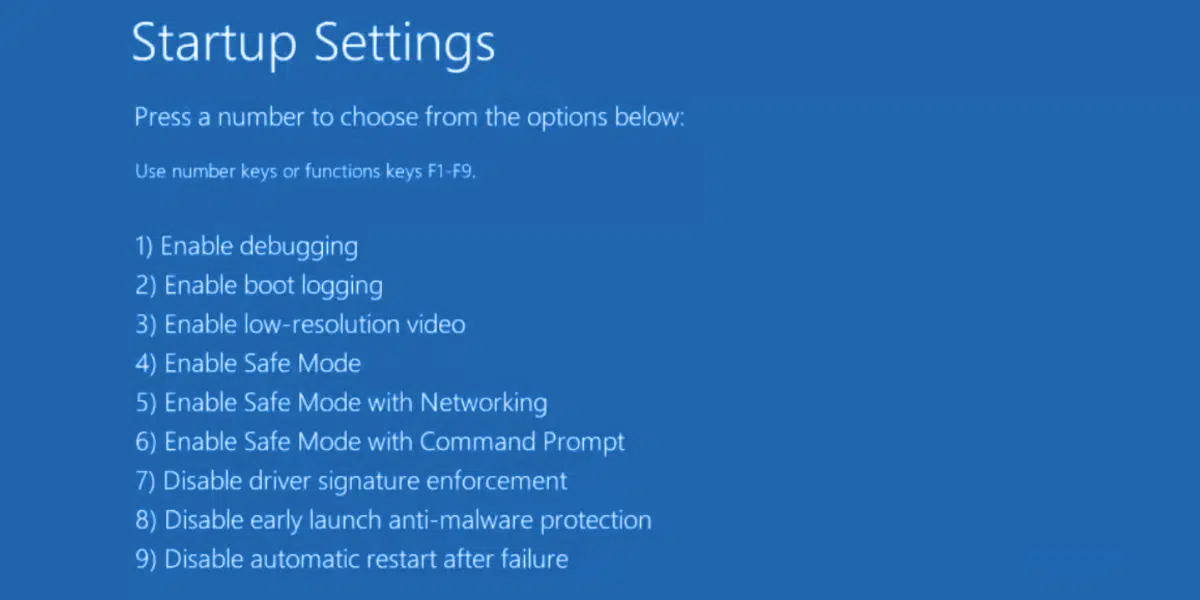 Startup Settings
Press a number to choose from the options below:
Use number keys or functions keys F1-F9.
1) Enable debugging
2) Enable boot logging
3) Enable low-resolution video
4) Enable Safe Mode
5) Enable Safe Mode with Networking
6) Enable Safe Mode with Command Prompt
7) Disable driver signature enforcement
8) Disable early launch anti-malware protection
9) Disable automatic restart after failure